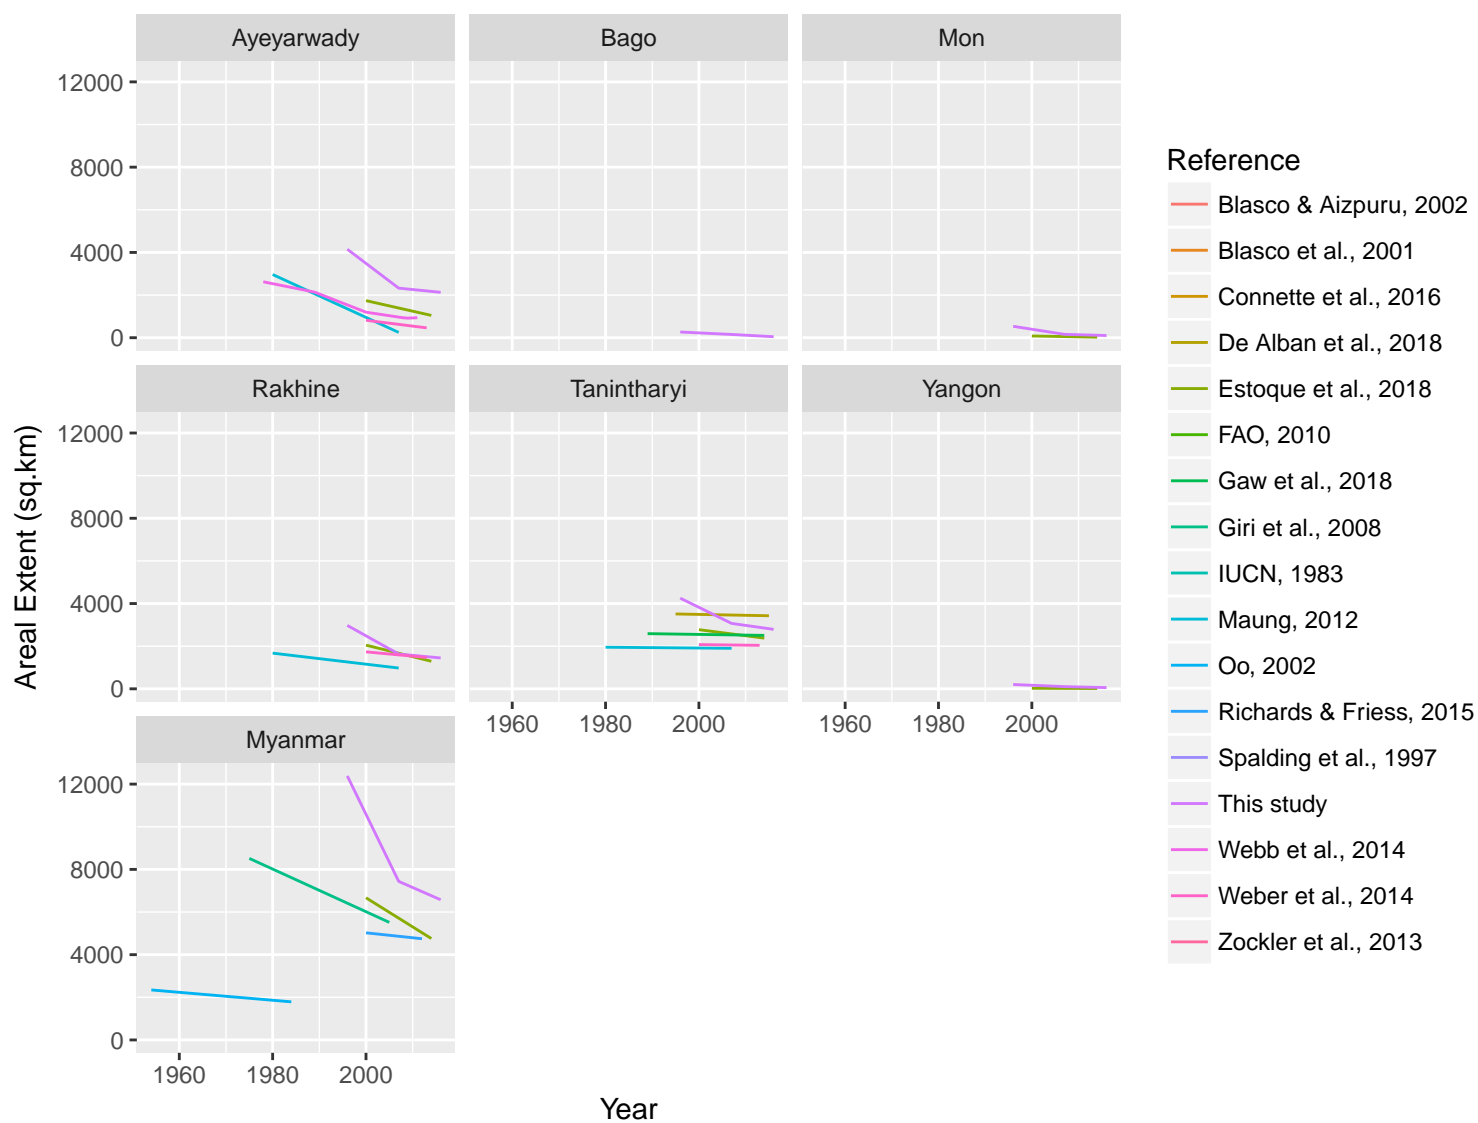 Ayeyarwady
Bago
Mon
12000
8000
4000
0
Rakhine
Tanintharyi
Yangon
12000
8000
4000
0
1960 1980 2000
1960 1980 2000
Myanmar
12000
8000
4000
0
1960 1980 2000
Year
Areal Extent (sq.km)
Reference
Blasco & Aizpuru, 2002
Blasco et al., 2001
Connette et al., 2016
De Alban et al., 2018
Estoque et al., 2018
FAO, 2010
Gaw et al., 2018
Giri et al., 2008
IUCN, 1983
Maung, 2012
Oo, 2002
Richards & Friess, 2015
Spalding et al., 1997
This study
Webb et al., 2014
Weber et al., 2014
Zockler et al., 2013